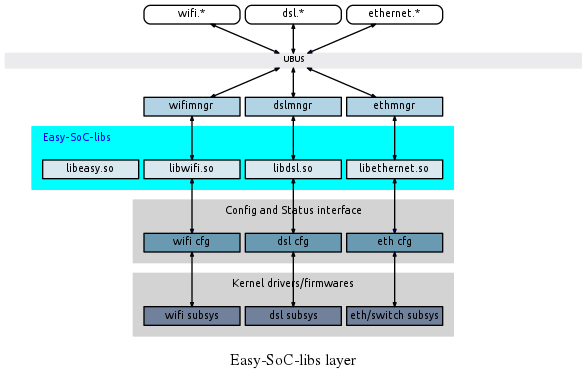 wifi.* dsl.* ethernet.*
UBUS
wifimngr dslmngr ethmngr
Easy-SoC-libs
libeasy.so libwifi.so libdsl.so libethernet.so
Config and Status interface
wifi cfg dsl cfg eth cfg
Kernel drivers/firmwares
wifi subsys dsl subsys eth/switch subsys
Easy-SoC-libs layer